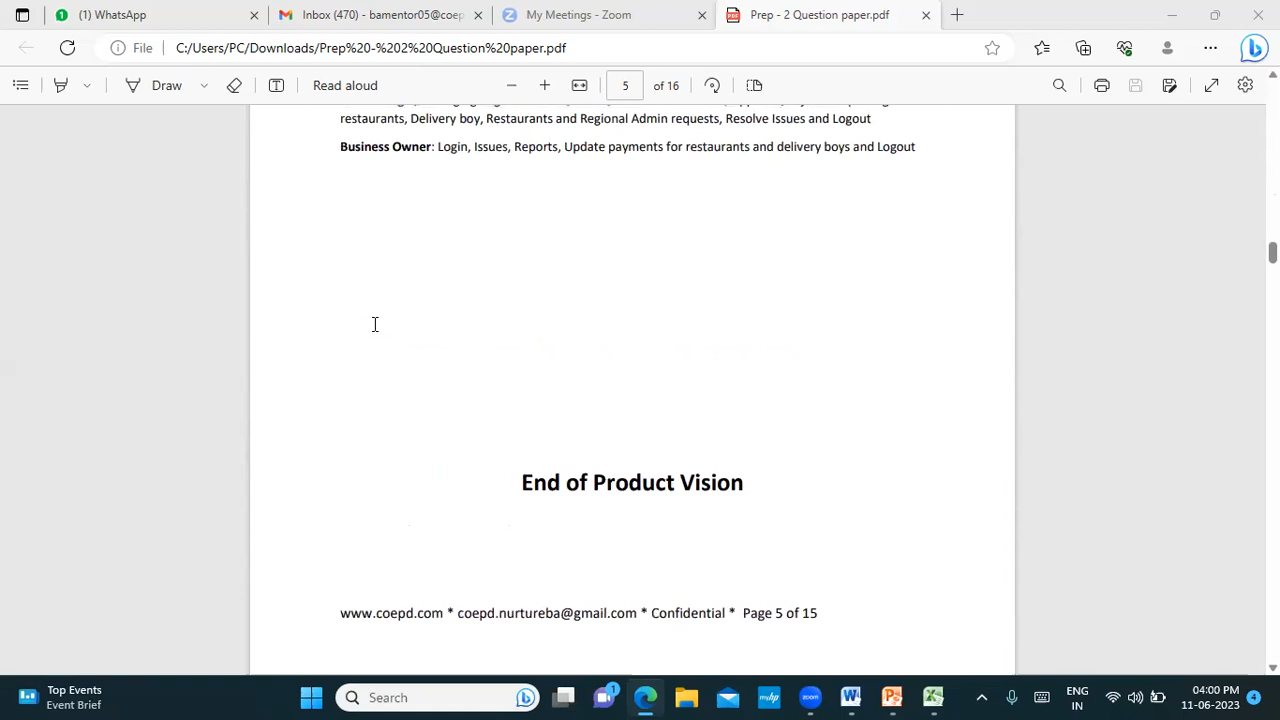 (1) WhatsApp
Inbox (470) - bamentor05@coep
My Meetings - Zoom
Prep - 2 Question paper.pdf
File
C:/Users/PC/Downloads/Prep%20-%202%20Question%20paper.pdf
Draw
Read aloud
5
of 16
restaurants, Delivery boy, Restaurants and Regional Admin requests, Resolve Issues and Logout
Business Owner: Login, Issues, Reports, Update payments for restaurants and delivery boys and Logout
End of Product Vision
www.coepd.com * coepd.nurtureba@gmail.com * Confidential * Page 5 of 15
Top Events
Event Brief
Search
1
ENG
IN
04:00 PM
11-06-2023
4